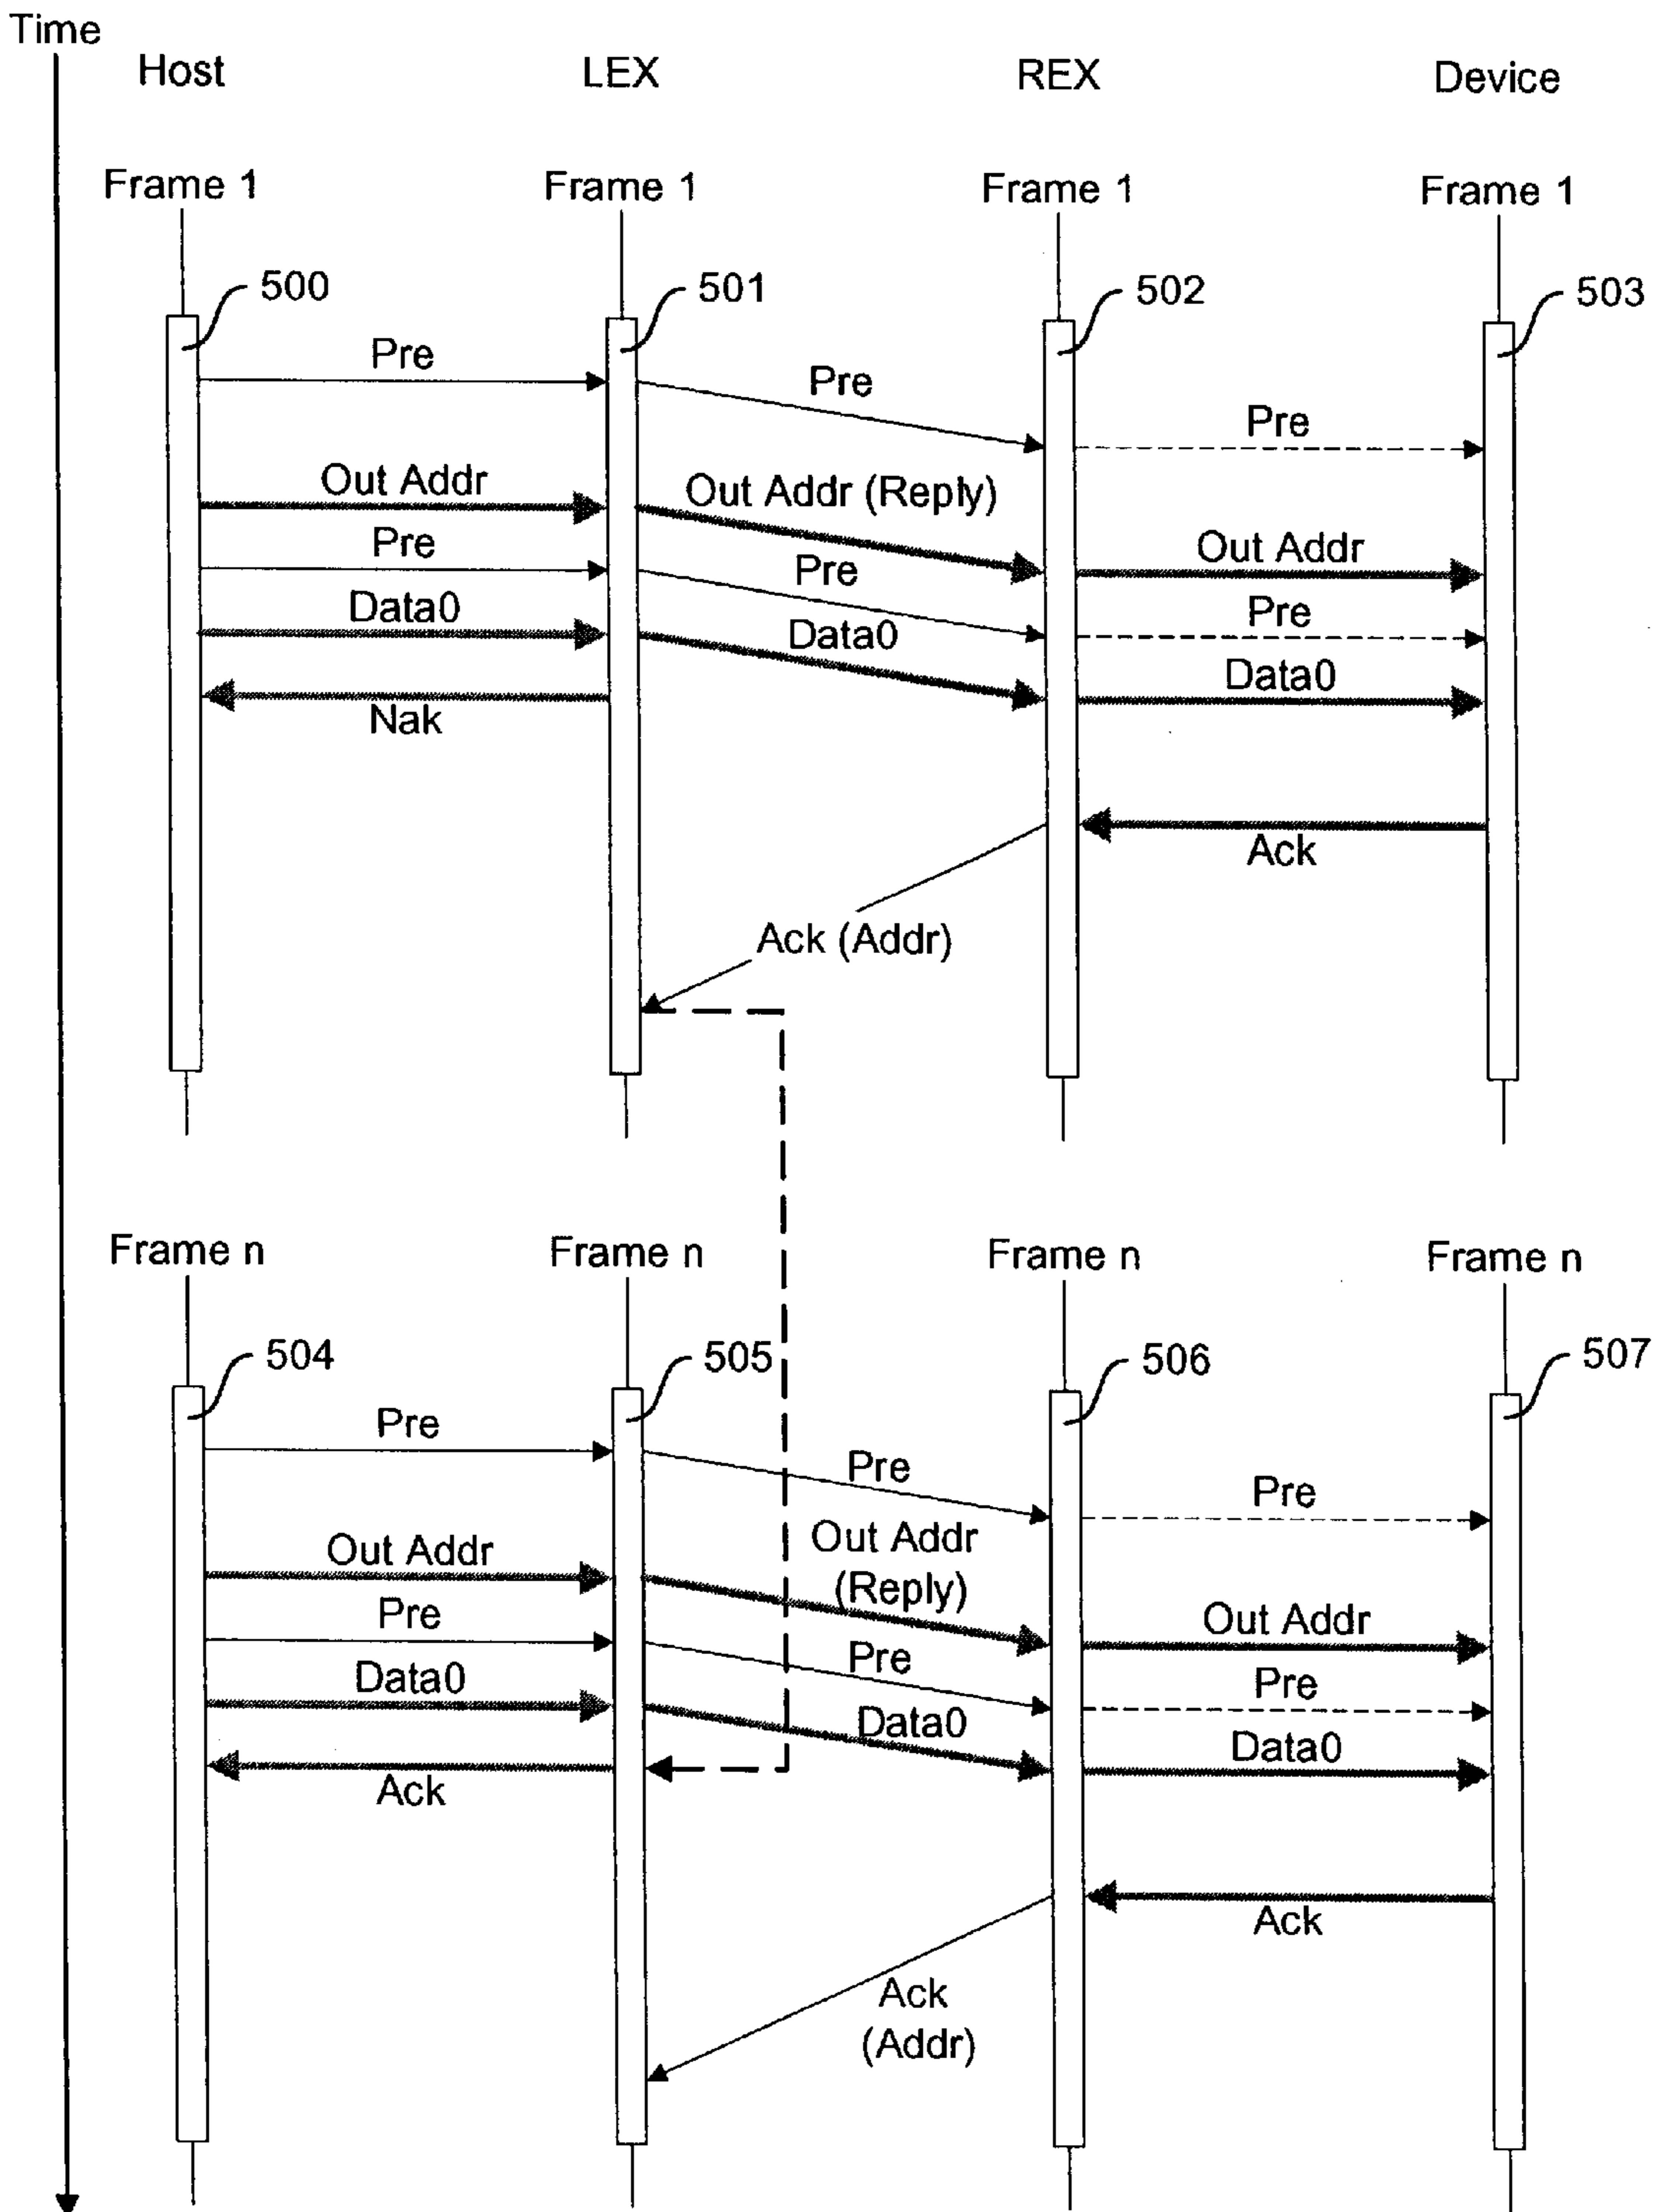 Time
Host LEX REX Device
Frame 1 Frame 1 Frame 1 Frame 1
500 501 502 503
Pre
Pre
Pre
Out Addr
Out Addr (Reply)
Out Addr
Pre
Pre
Pre
Data0
Data0
Data0
Nak
Ack
Ack (Addr)
Frame n Frame n Frame n Frame n
504 505 506 507
Pre
Pre
Pre
Out Addr
Out Addr
(Reply)
Out Addr
Pre
Pre
Pre
Data0
Data0
Data0
Ack
Ack
Ack
(Addr)